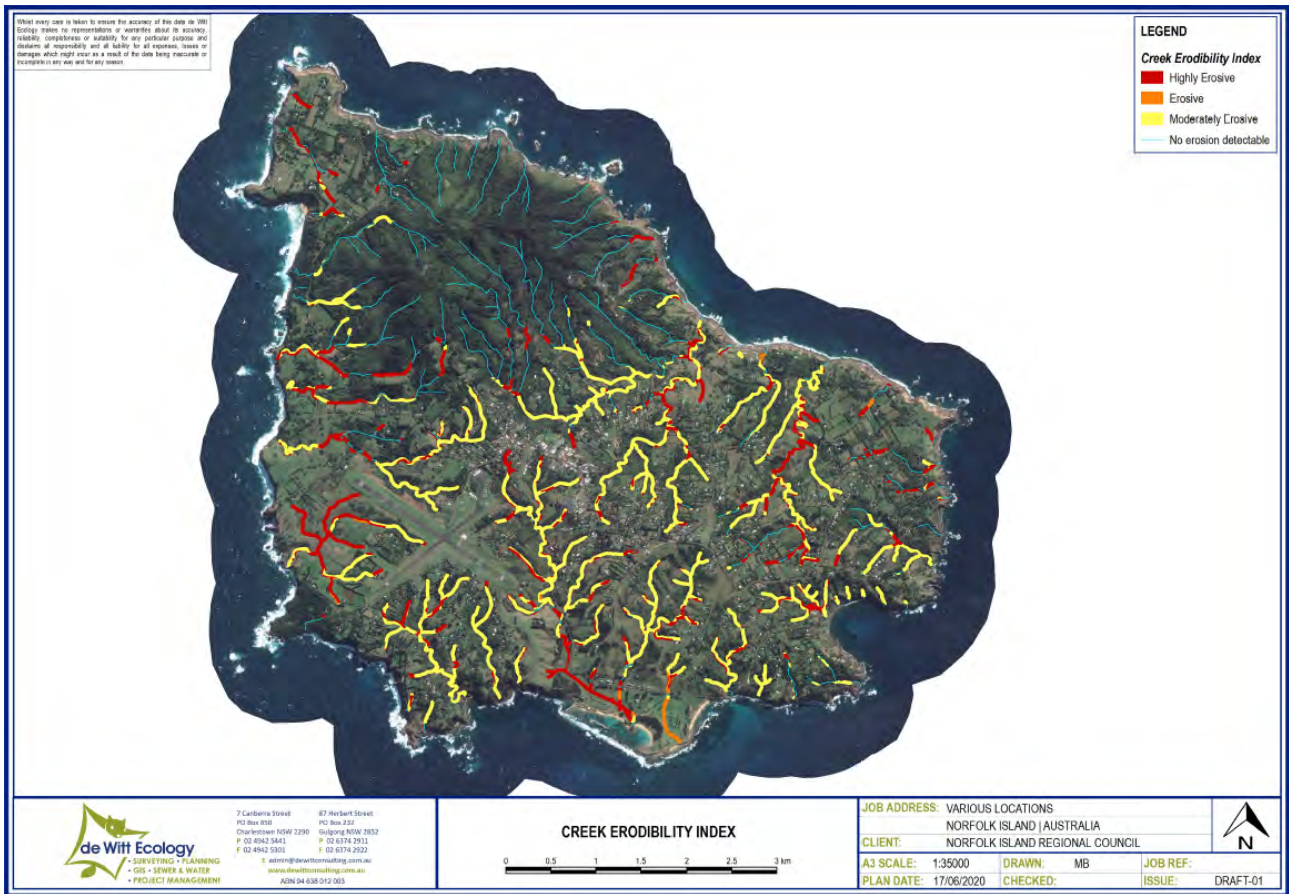 Whilst every care is taken to ensure the accuracy of this data de Witt
Ecology makes no representations or warranties about its accuracy,
reliability, completeness or suitability for any particular purpose and
disclaims all responsibility and all liability for all expenses, losses or
damages which might incur as a result of the data being inaccurate or
incomplete in any way and for any reason.
LEGEND
Creek Erodibility Index
Highly Erosive
Erosive
Moderately Erosive
No erosion detectable
de Witt Ecology
• SURVEYING • PLANNING
• GIS • SEWER & WATER
• PROJECT MANAGEMENT
7 Canberra Street
PO Box 850
Charlestown NSW 2290
P 02 4942 5441
F 02 4942 5301
87 Herbert Street
PO Box 232
Gulgong NSW 2852
P 02 6374 2911
F 02 6374 2922
E admin@dewittconsulting.com.au
www.dewittconsulting.com.au
ABN 94 638 012 003
CREEK ERODIBILITY INDEX
0 0.5 1 1.5 2 2.5 3 km
JOB ADDRESS: VARIOUS LOCATIONS
NORFOLK ISLAND | AUSTRALIA
CLIENT: NORFOLK ISLAND REGIONAL COUNCIL
A3 SCALE: 1:35000 DRAWN: MB JOB REF:
PLAN DATE: 17/06/2020 CHECKED: ISSUE: DRAFT-01
N